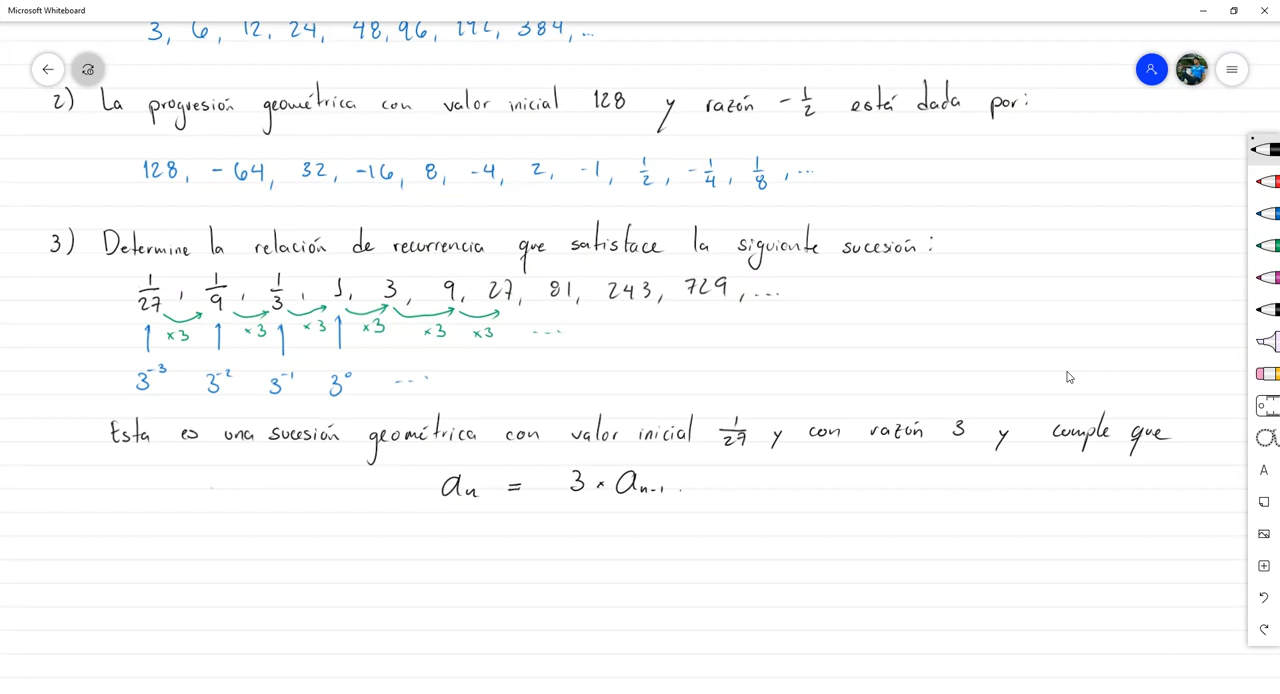 Microsoft Whiteboard
3, 6, 12, 24, 48, 96, 192, 384, ...
2) La progresión geométrica con valor inicial 128 y razón -1/2 está dada por:
128, -64, 32, -16, 8, -4, 2, -1, 1/2, -1/4, 1/8, ...
3) Determine la relación de recurrencia que satisface la siguiente sucesión:
1/27, 1/9, 1/3, 1, 3, 9, 27, 81, 243, 729, ...
×3 ×3 ×3 ×3 ×3 ×3 ...
3⁻³ 3⁻² 3⁻¹ 3⁰ ...
Esta es una sucesión geométrica con valor inicial 1/27 y con razón 3 y cumple que
aₙ = 3 × aₙ₋₁.
A